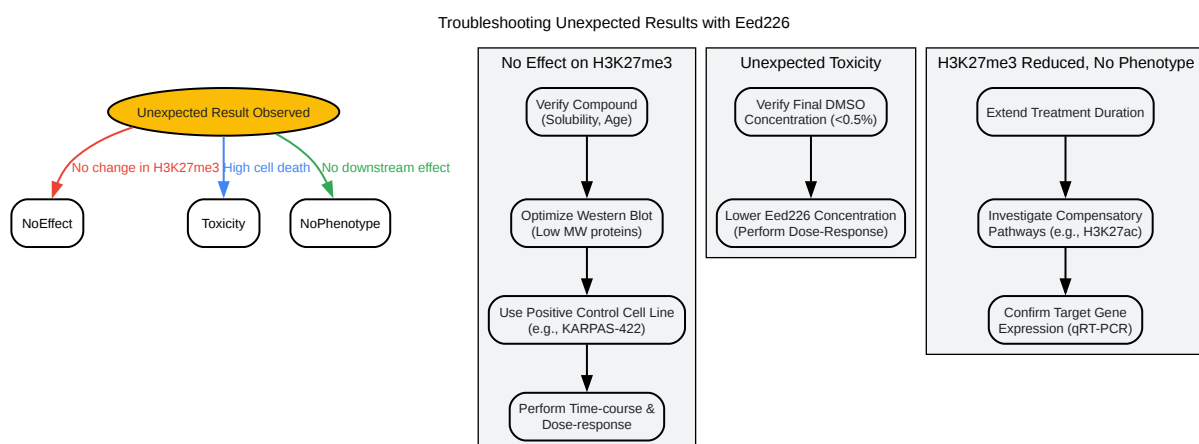 Troubleshooting Unexpected Results with Eed226
Unexpected Result Observed
No change in H3K27me3
High cell death
No downstream effect
NoEffect
Toxicity
NoPhenotype
No Effect on H3K27me3
Verify Compound
(Solubility, Age)
Optimize Western Blot
(Low MW proteins)
Use Positive Control Cell Line
(e.g., KARPAS-422)
Perform Time-course &
Dose-response
Unexpected Toxicity
Verify Final DMSO
Concentration (<0.5%)
Lower Eed226 Concentration
(Perform Dose-Response)
H3K27me3 Reduced, No Phenotype
Extend Treatment Duration
Investigate Compensatory
Pathways (e.g., H3K27ac)
Confirm Target Gene
Expression (qRT-PCR)